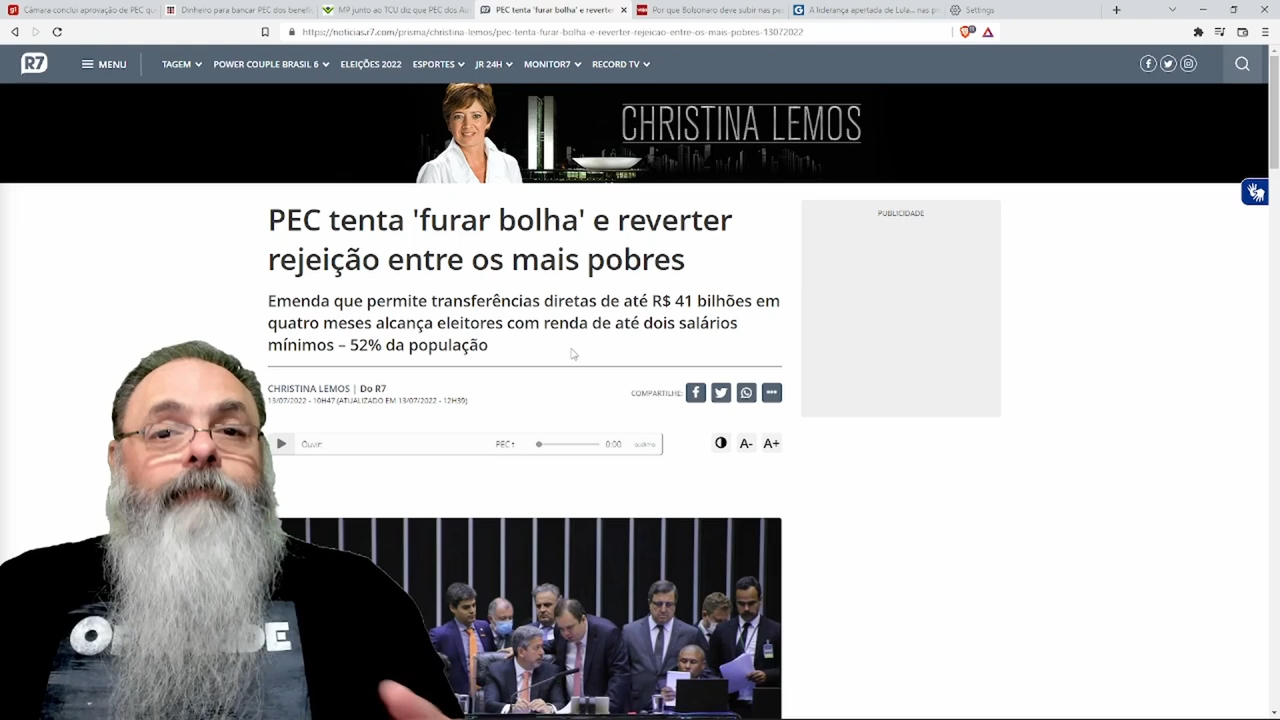 Câmara conclui aprovação de PEC qu
Dinheiro para bancar PEC dos benefí
MP junto ao TCU diz que PEC dos Au
PEC tenta 'furar bolha' e reverter
Por que Bolsonaro deve subir nas pe
A liderança apertada de Lula... nas pr
Settings
https://noticias.r7.com/prisma/christina-lemos/pec-tenta-furar-bolha-e-reverter-rejeicao-entre-os-mais-pobres-13072022
R7
MENU
TAGEM
POWER COUPLE BRASIL 6
ELEIÇÕES 2022
ESPORTES
JR 24H
MONITOR7
RECORD TV
CHRISTINA LEMOS
PEC tenta 'furar bolha' e reverter
rejeição entre os mais pobres
PUBLICIDADE
Emenda que permite transferências diretas de até R$ 41 bilhões em
quatro meses alcança eleitores com renda de até dois salários
mínimos – 52% da população
CHRISTINA LEMOS | Do R7
13/07/2022 - 10H47 (ATUALIZADO EM 13/07/2022 - 12H39)
COMPARTILHE:
Ouvir:
PEC t
0:00
A-
A+